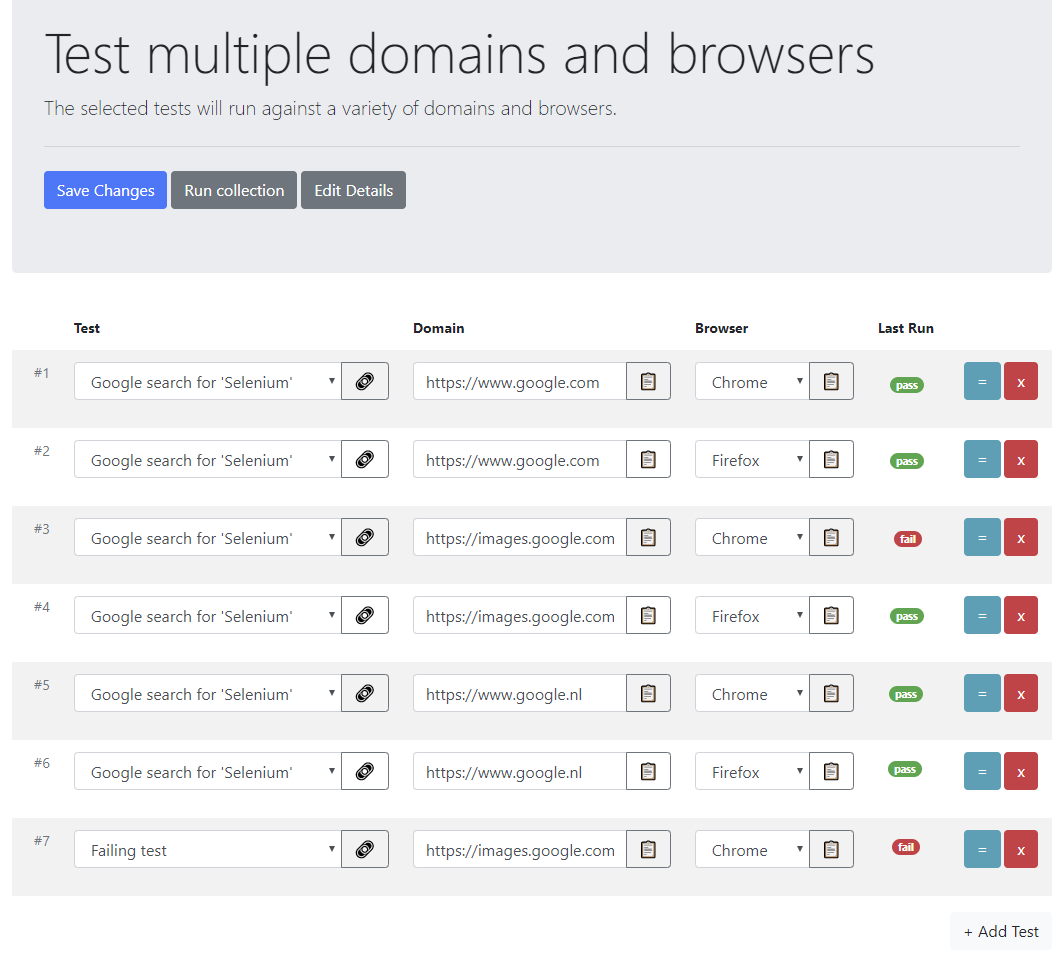 Test multiple domains and browsers
The selected tests will run against a variety of domains and browsers.
Save Changes Run collection Edit Details
Test Domain Browser Last Run
#1 Google search for 'Selenium' https://www.google.com Chrome pass = x
#2 Google search for 'Selenium' https://www.google.com Firefox pass = x
#3 Google search for 'Selenium' https://images.google.com Chrome fail = x
#4 Google search for 'Selenium' https://images.google.com Firefox pass = x
#5 Google search for 'Selenium' https://www.google.nl Chrome pass = x
#6 Google search for 'Selenium' https://www.google.nl Firefox pass = x
#7 Failing test https://images.google.com Chrome fail = x
+ Add Test